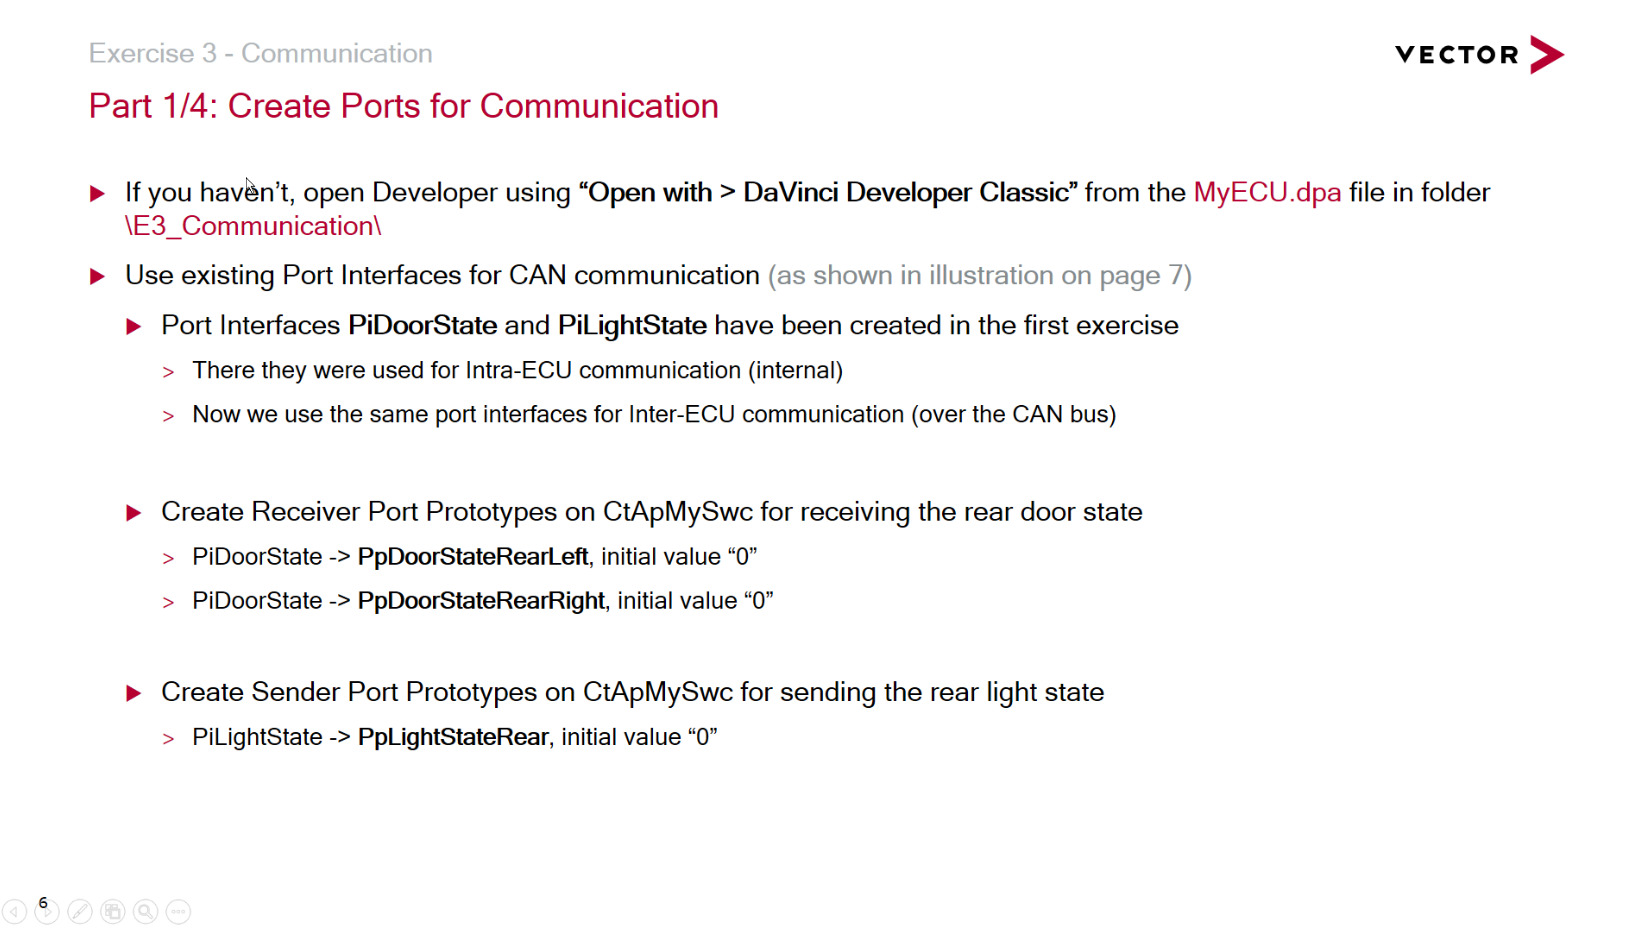 Exercise 3 - Communication
VECTOR
Part 1/4: Create Ports for Communication
If you haven’t, open Developer using “Open with > DaVinci Developer Classic” from the MyECU.dpa file in folder
\E3_Communication\
Use existing Port Interfaces for CAN communication (as shown in illustration on page 7)
Port Interfaces PiDoorState and PiLightState have been created in the first exercise
> There they were used for Intra-ECU communication (internal)
> Now we use the same port interfaces for Inter-ECU communication (over the CAN bus)
Create Receiver Port Prototypes on CtApMySwc for receiving the rear door state
> PiDoorState -> PpDoorStateRearLeft, initial value “0”
> PiDoorState -> PpDoorStateRearRight, initial value “0”
Create Sender Port Prototypes on CtApMySwc for sending the rear light state
> PiLightState -> PpLightStateRear, initial value “0”
6